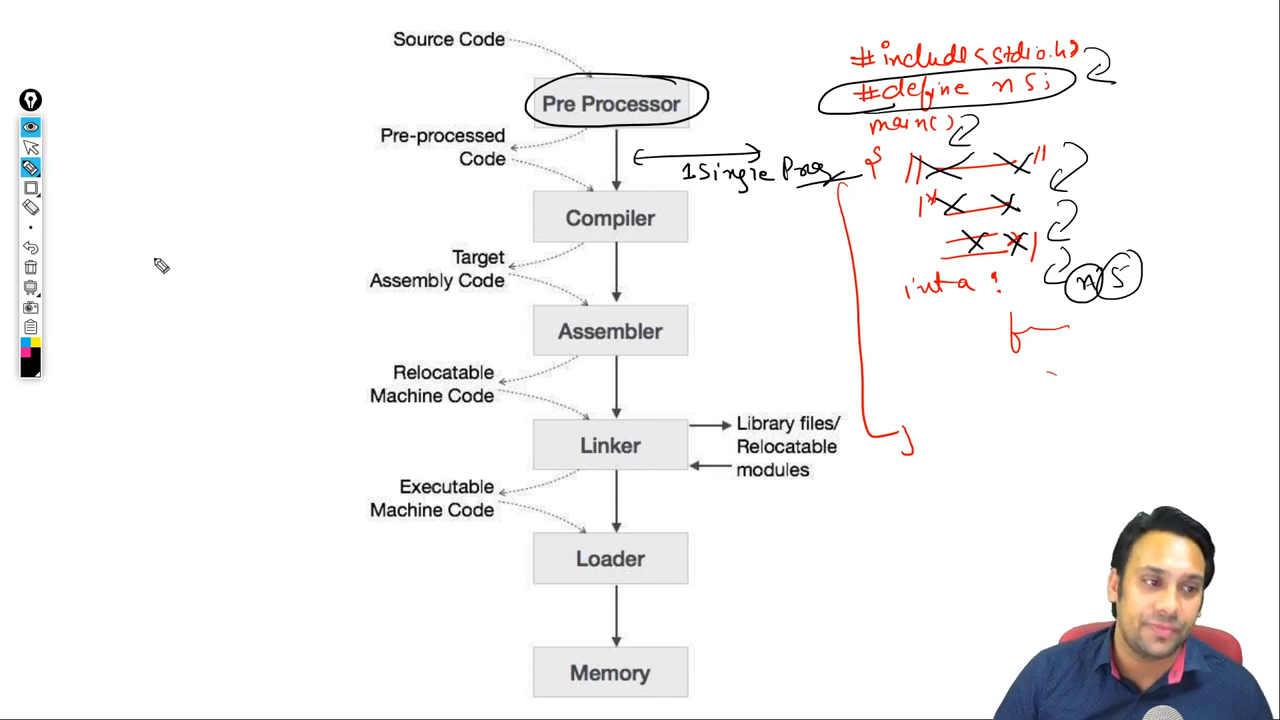 Source Code
Pre Processor
Pre-processed
Code
Compiler
Target
Assembly Code
Assembler
Relocatable
Machine Code
Linker
Library files/
Relocatable
modules
Executable
Machine Code
Loader
Memory
1 Single Prog
#include<stdio.h>
#define n 5;
main()
{ // //
/*
*/
int a ;
n 5
}